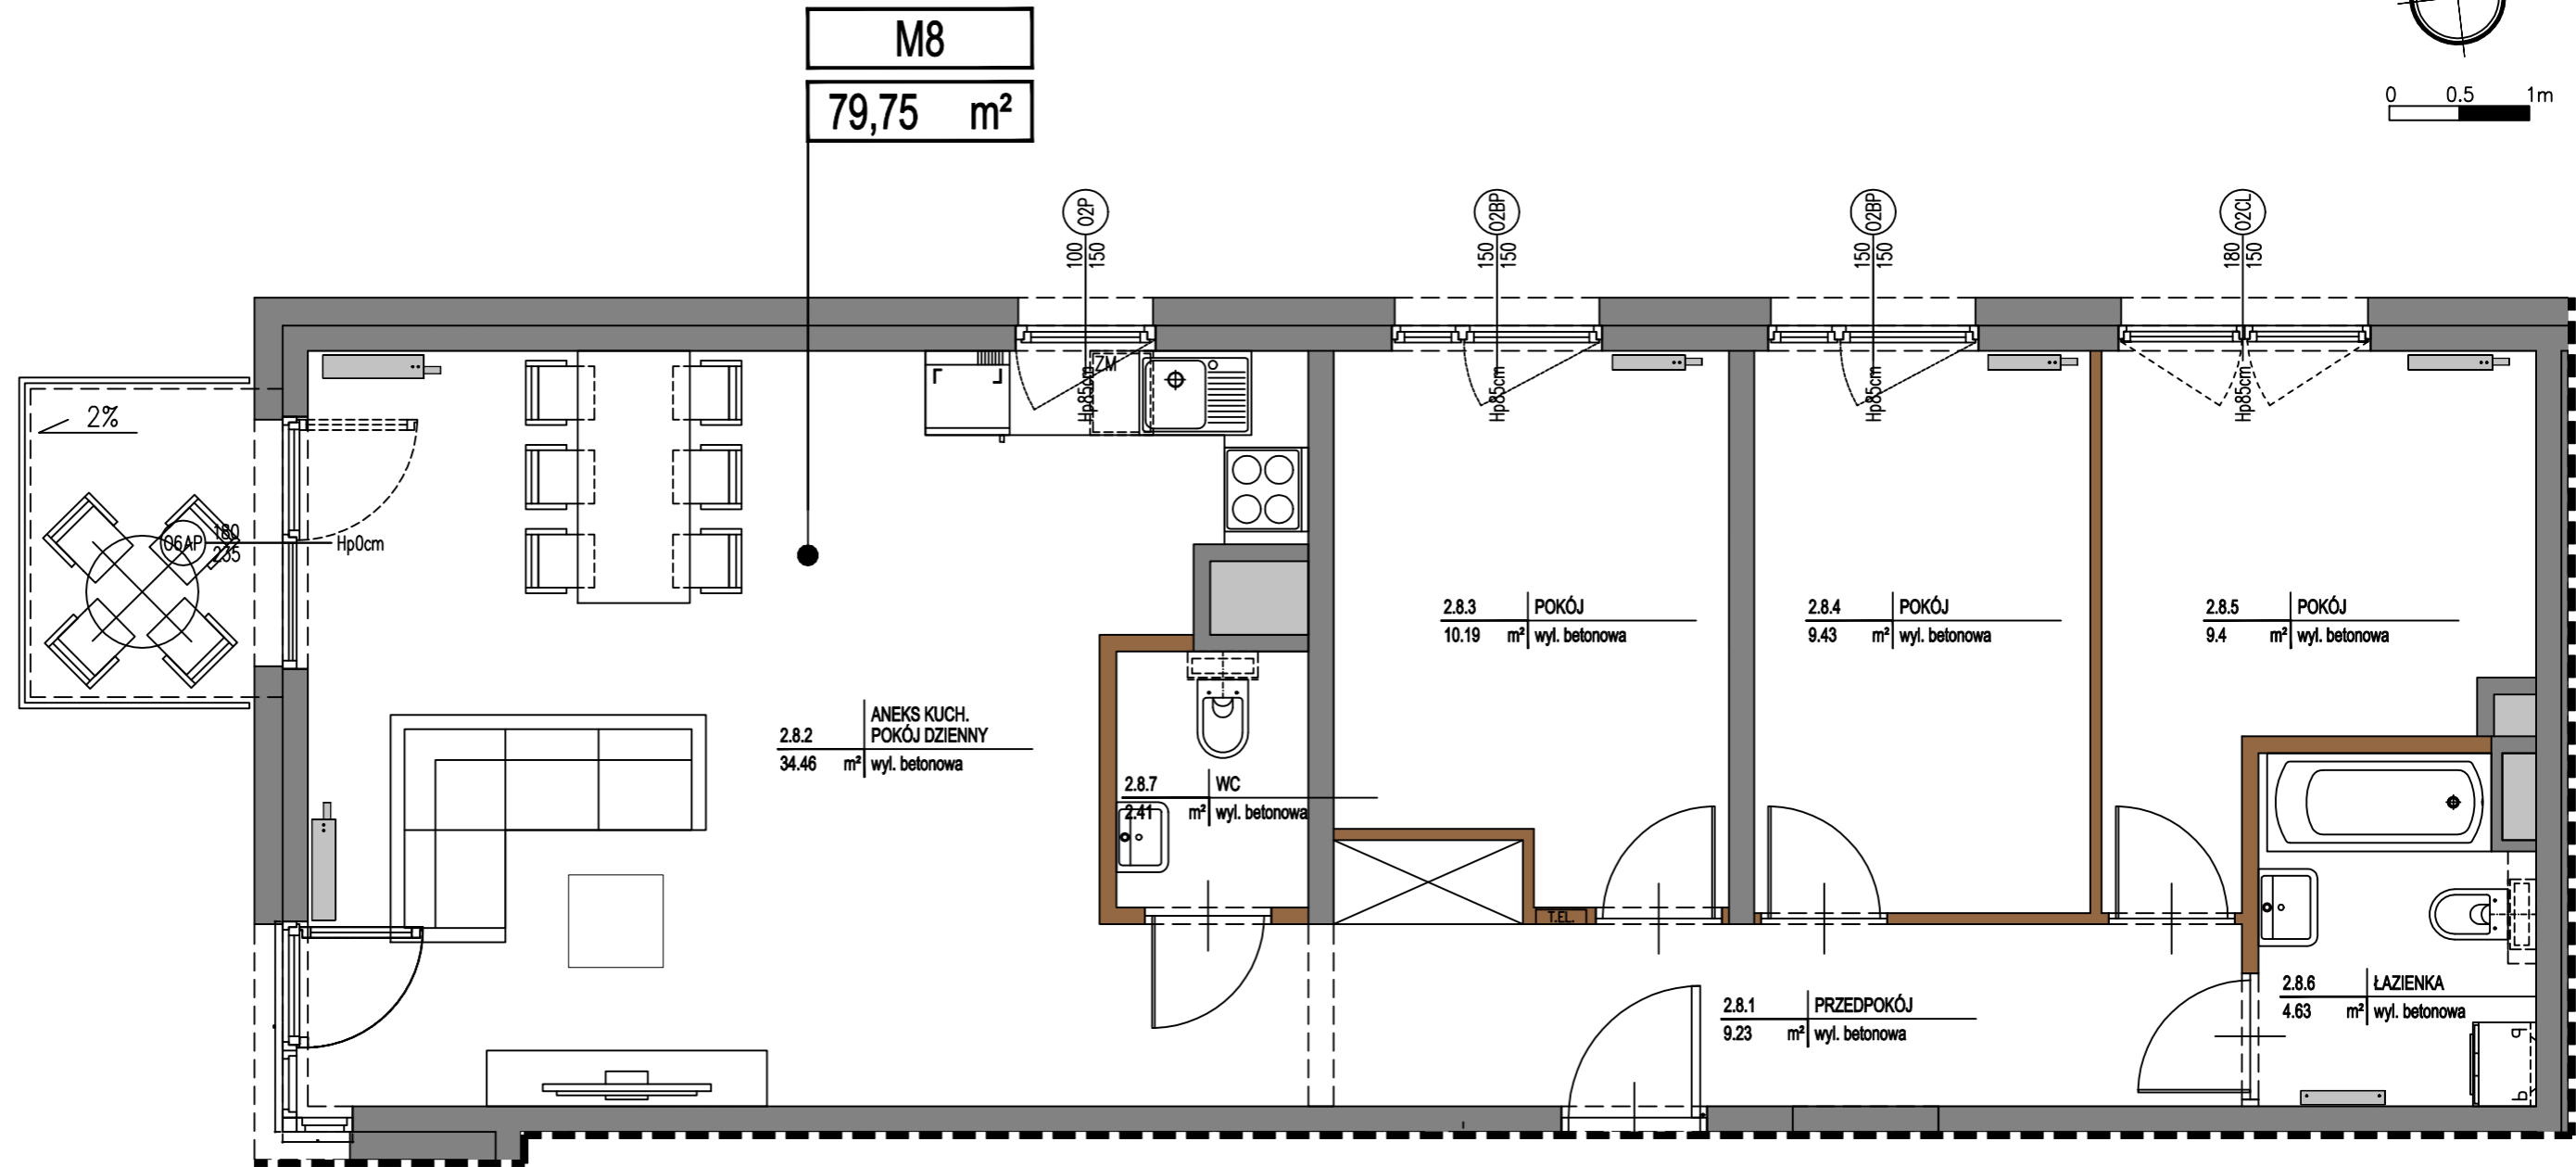 M8
79,75 m²
0 0.5 1m
02P
100
150
Hp85cm
02BP
150
150
Hp85cm
02BP
150
150
Hp85cm
02CL
180
150
Hp85cm
ZM
2%
06AP
180
235
Hp0cm
2.8.3 POKÓJ
10.19 m² wyl. betonowa
2.8.4 POKÓJ
9.43 m² wyl. betonowa
2.8.5 POKÓJ
9.4 m² wyl. betonowa
2.8.2 ANEKS KUCH.
POKÓJ DZIENNY
34.46 m² wyl. betonowa
2.8.7 WC
2.41 m² wyl. betonowa
T.EL.
2.8.6 ŁAZIENKA
4.63 m² wyl. betonowa
2.8.1 PRZEDPOKÓJ
9.23 m² wyl. betonowa